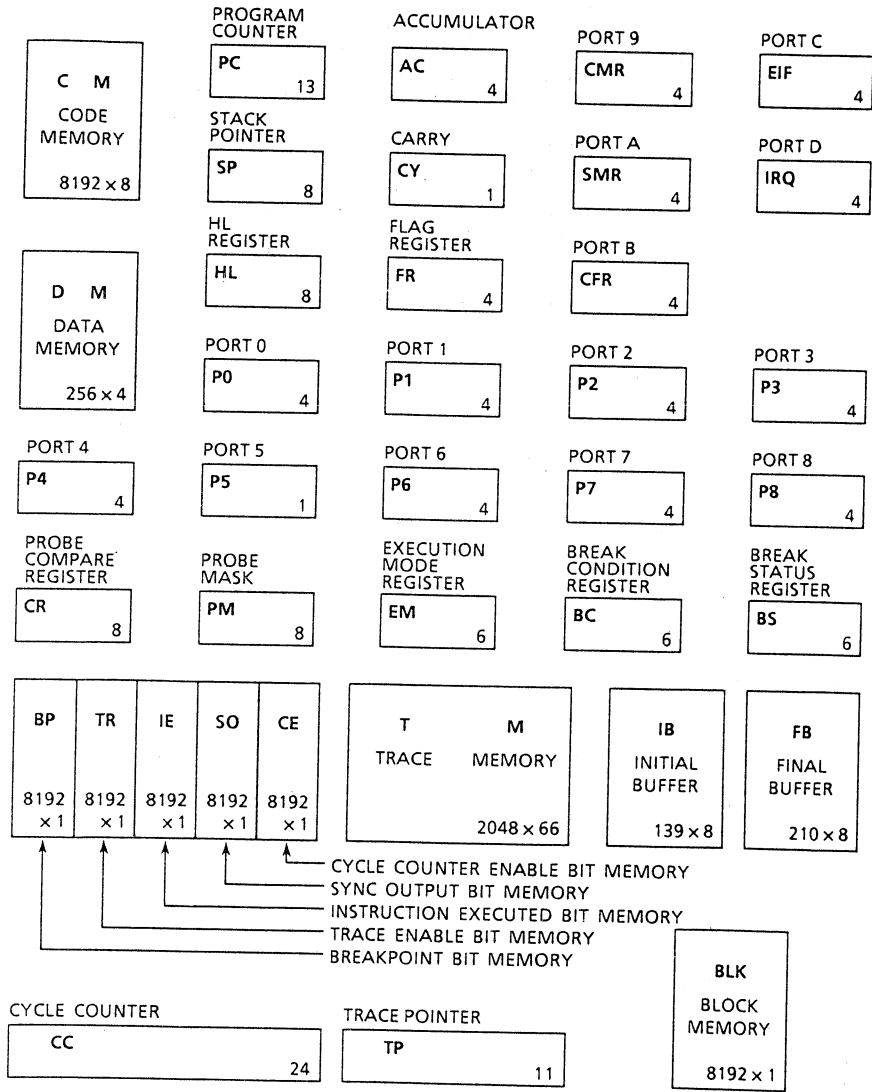 PROGRAM
COUNTER
PC
13
ACCUMULATOR
AC
4
PORT 9
CMR
4
PORT C
EIF
4
C M
CODE
MEMORY
8192 × 8
STACK
POINTER
SP
8
CARRY
CY
1
PORT A
SMR
4
PORT D
IRQ
4
HL
REGISTER
HL
8
FLAG
REGISTER
FR
4
PORT B
CFR
4
D M
DATA
MEMORY
256 × 4
PORT 0
P0
4
PORT 1
P1
4
PORT 2
P2
4
PORT 3
P3
4
PORT 4
P4
4
PORT 5
P5
1
PORT 6
P6
4
PORT 7
P7
4
PORT 8
P8
4
PROBE
COMPARE
REGISTER
CR
8
PROBE
MASK
PM
8
EXECUTION
MODE
REGISTER
EM
6
BREAK
CONDITION
REGISTER
BC
6
BREAK
STATUS
REGISTER
BS
6
BP
8192
× 1
TR
8192
× 1
IE
8192
× 1
SO
8192
× 1
CE
8192
× 1
T M
TRACE MEMORY
2048 × 66
IB
INITIAL
BUFFER
139 × 8
FB
FINAL
BUFFER
210 × 8
CYCLE COUNTER ENABLE BIT MEMORY
SYNC OUTPUT BIT MEMORY
INSTRUCTION EXECUTED BIT MEMORY
TRACE ENABLE BIT MEMORY
BREAKPOINT BIT MEMORY
BLK
BLOCK
MEMORY
8192 × 1
CYCLE COUNTER
CC
24
TRACE POINTER
TP
11